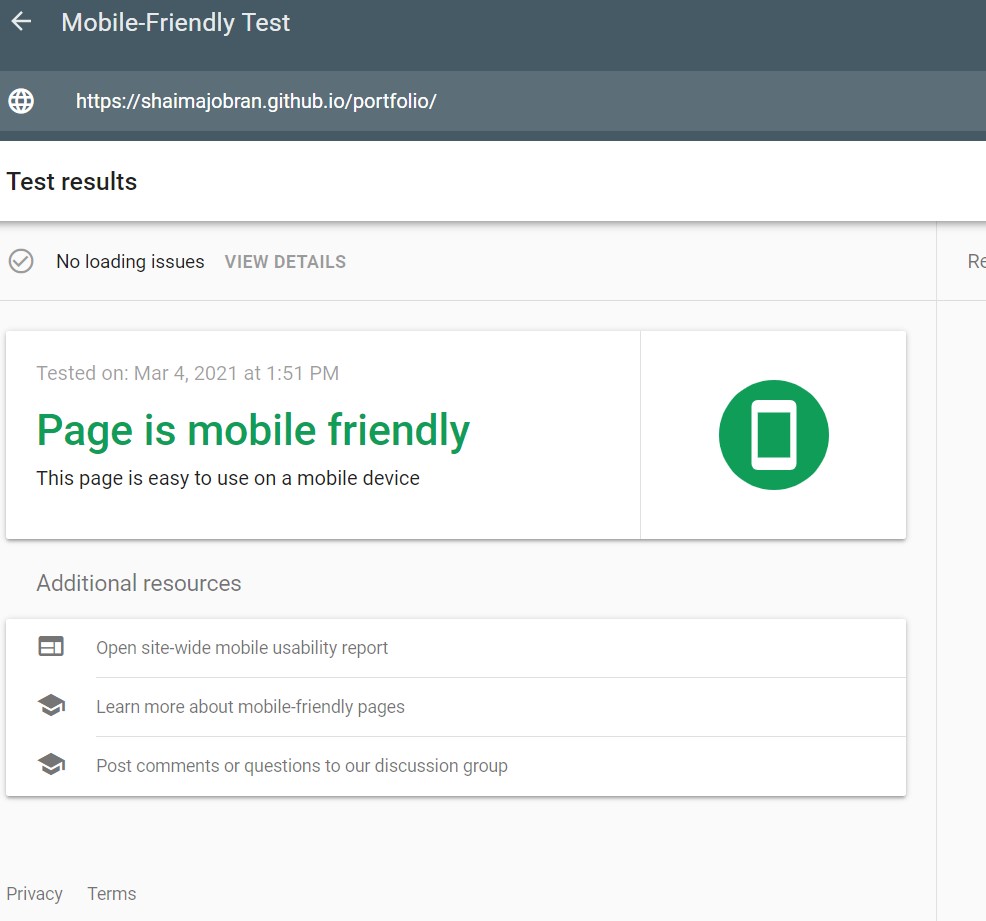 Mobile-Friendly Test
https://shaimajobran.github.io/portfolio/
Test results
No loading issues VIEW DETAILS
Re
Tested on: Mar 4, 2021 at 1:51 PM
Page is mobile friendly
This page is easy to use on a mobile device
Additional resources
Open site-wide mobile usability report
Learn more about mobile-friendly pages
Post comments or questions to our discussion group
Privacy Terms